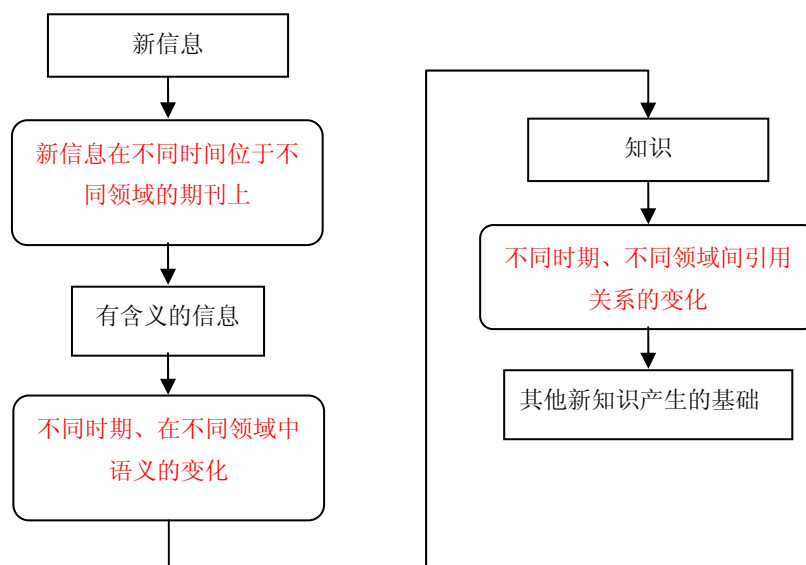 新信息
新信息在不同时间位于不
同领域的期刊上
有含义的信息
不同时期、在不同领域中
语义的变化
知识
不同时期、不同领域间引用
关系的变化
其他新知识产生的基础